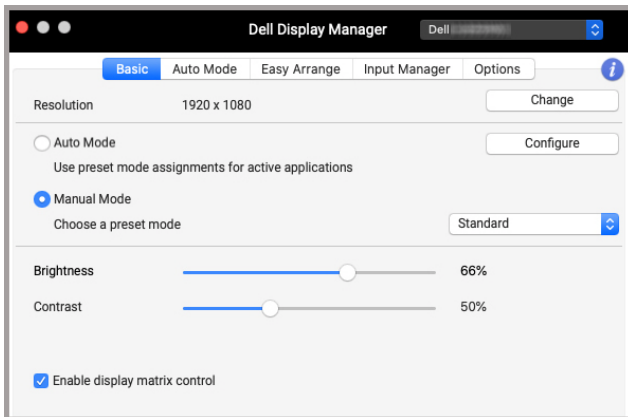 Dell Display Manager Dell
Basic Auto Mode Easy Arrange Input Manager Options i
Resolution 1920 x 1080 Change
Auto Mode Configure
Use preset mode assignments for active applications
Manual Mode
Choose a preset mode Standard
Brightness 66%
Contrast 50%
Enable display matrix control